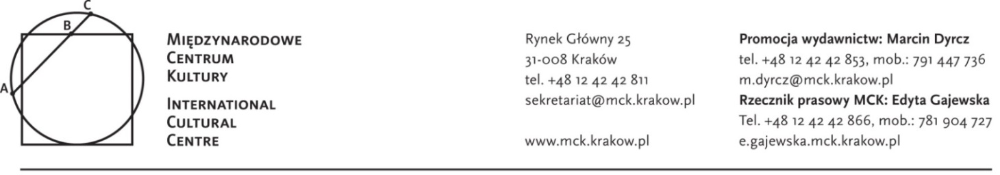 C
B
A
MIĘDZYNARODOWE
CENTRUM
KULTURY
INTERNATIONAL
CULTURAL
CENTRE
Rynek Główny 25
31-008 Kraków
tel. +48 12 42 42 811
sekretariat@mck.krakow.pl
www.mck.krakow.pl
Promocja wydawnictw: Marcin Dyrcz
tel. +48 12 42 42 853, mob.: 791 447 736
m.dyrcz@mck.krakow.pl
Rzecznik prasowy MCK: Edyta Gajewska
Tel. +48 12 42 42 866, mob.: 781 904 727
e.gajewska.mck.krakow.pl